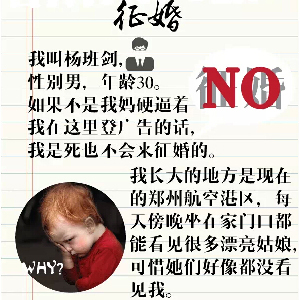 征婚
我叫杨班剑，
性别男，年龄30。
如果不是我妈硬逼着
我在这里登广告的话，
我是死也不会来征婚的。
征婚
NO
我长大的地方是现在
的郑州航空港区，每
天傍晚坐在家门口都
能看见很多漂亮姑娘，
可惜她们好像都没看
见我。
WHY?